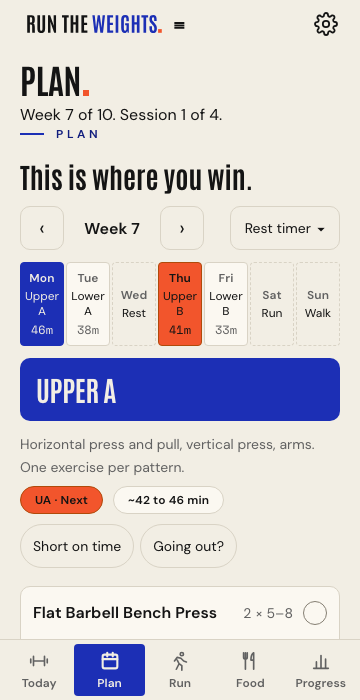 RUN THE WEIGHTS.
PLAN.
Week 7 of 10. Session 1 of 4.
PLAN
This is where you win.
‹ Week 7 › Rest timer
Mon Tue Wed Thu Fri Sat Sun
Upper A Lower A Rest Upper B Lower B Run Walk
46m 38m 41m 33m
UPPER A
Horizontal press and pull, vertical press, arms.
One exercise per pattern.
UA · Next ~42 to 46 min
Short on time Going out?
Flat Barbell Bench Press 2 × 5–8
Today Plan Run Food Progress